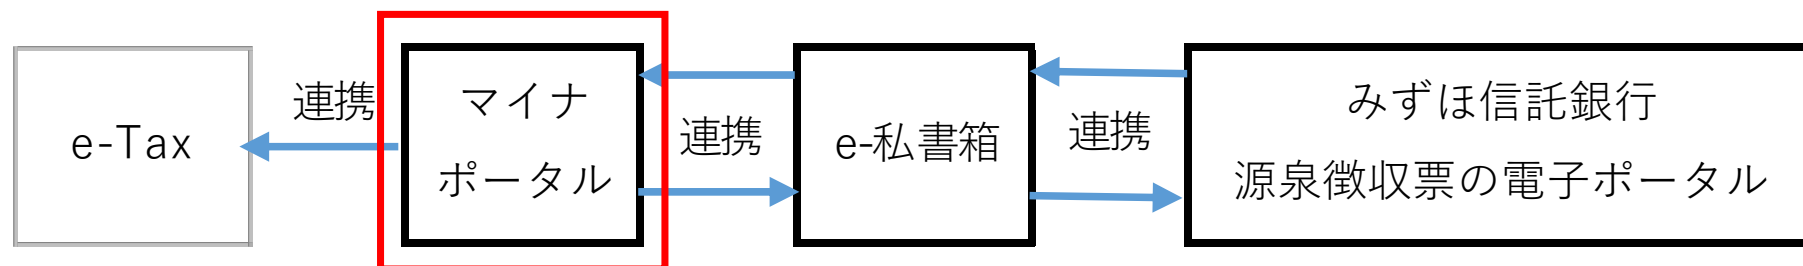 e-Tax
連携
マイナ
ポータル
連携
e-私書箱
連携
みずほ信託銀行
源泉徴収票の電子ポータル